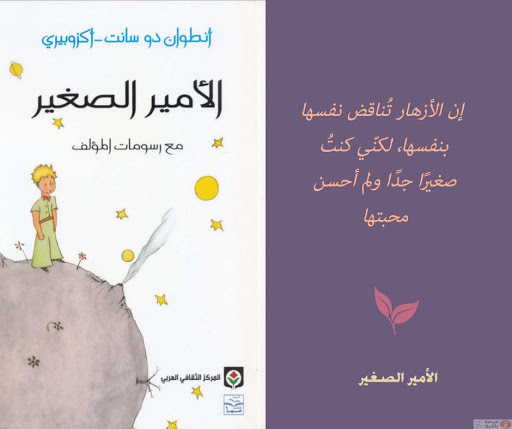 أنطوان دو سانت-أكزوبيري
الأمير الصغير
مع رسومات المؤلف
المركز الثقافي العربي
إن الأزهار تُناقض نفسها
بنفسها، لكنّي كنتُ
صغيرًا جدًا ولم أحسن
محبتها
الأمير الصغير